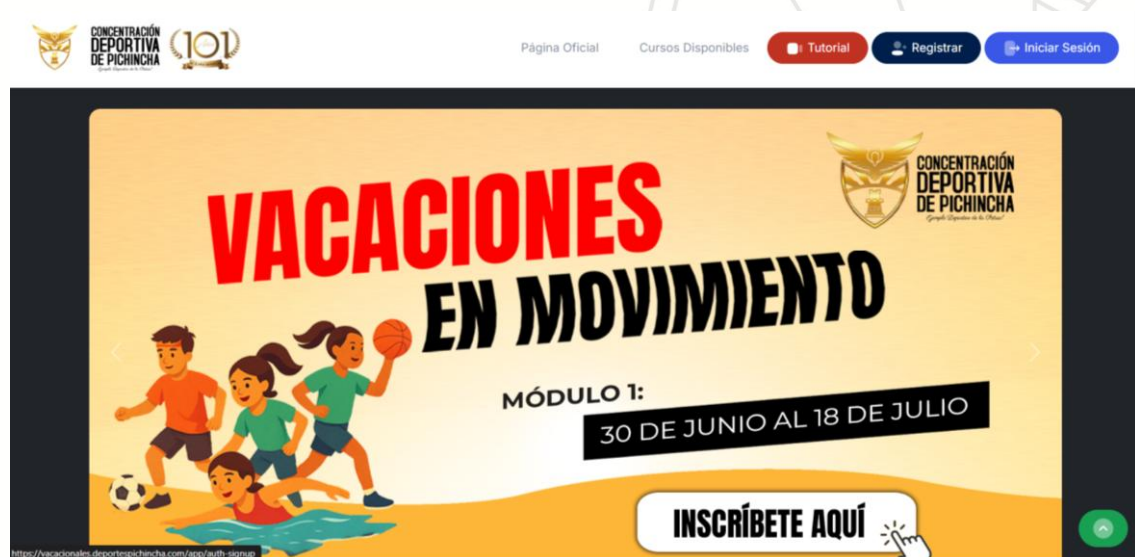 CONCENTRACIÓN
DEPORTIVA
DE PICHINCHA
101
Página Oficial
Cursos Disponibles
Tutorial
Registrar
Iniciar Sesión
CONCENTRACIÓN
DEPORTIVA
DE PICHINCHA
VACACIONES
EN MOVIMIENTO
MÓDULO 1:
30 DE JUNIO AL 18 DE JULIO
INSCRÍBETE AQUÍ
https://vacacionales.deportespichincha.com/app/auth-signup